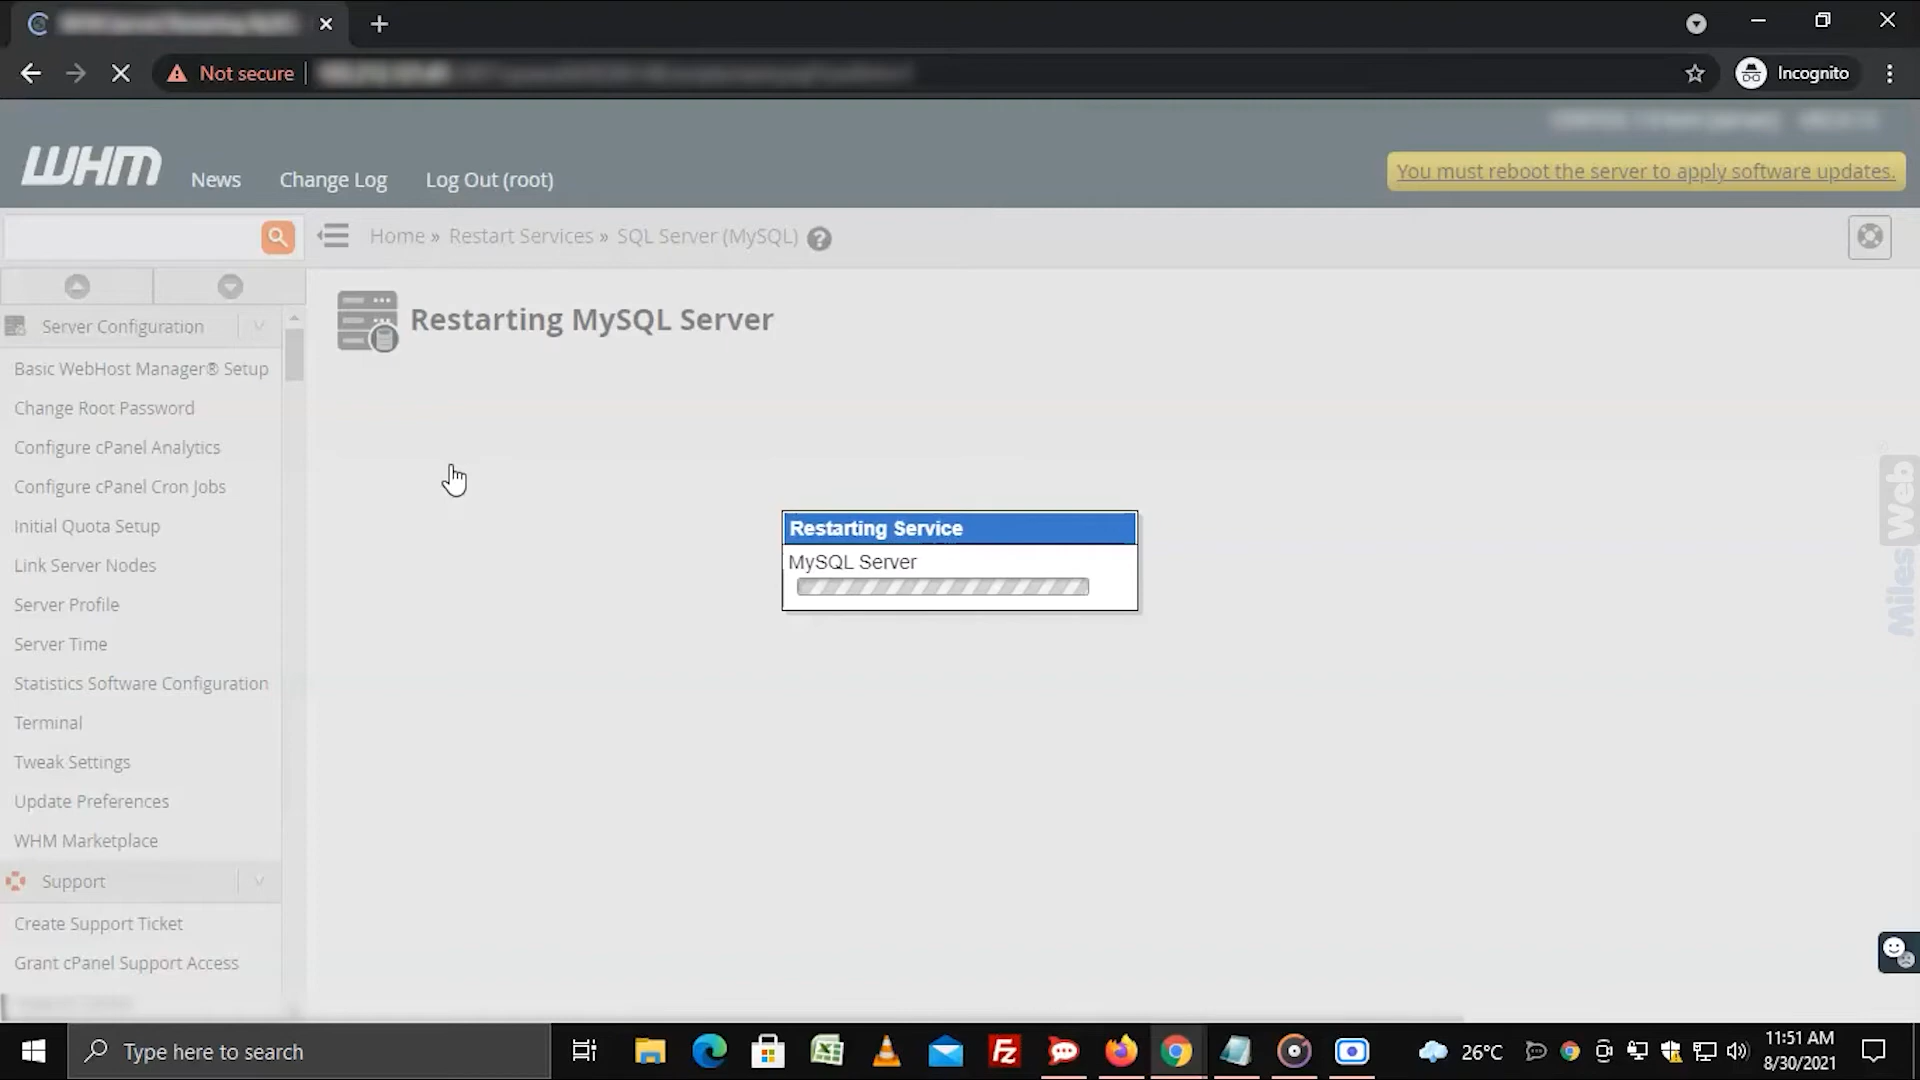 Not secure
Incognito
WHM
News
Change Log
Log Out (root)
You must reboot the server to apply software updates.
Home » Restart Services » SQL Server (MySQL)
Restarting MySQL Server
Server Configuration
Basic WebHost Manager® Setup
Change Root Password
Configure cPanel Analytics
Configure cPanel Cron Jobs
Initial Quota Setup
Link Server Nodes
Server Profile
Server Time
Statistics Software Configuration
Terminal
Tweak Settings
Update Preferences
WHM Marketplace
Support
Create Support Ticket
Grant cPanel Support Access
Restarting Service
MySQL Server
MilesWeb
Type here to search
26°C
11:51 AM
8/30/2021